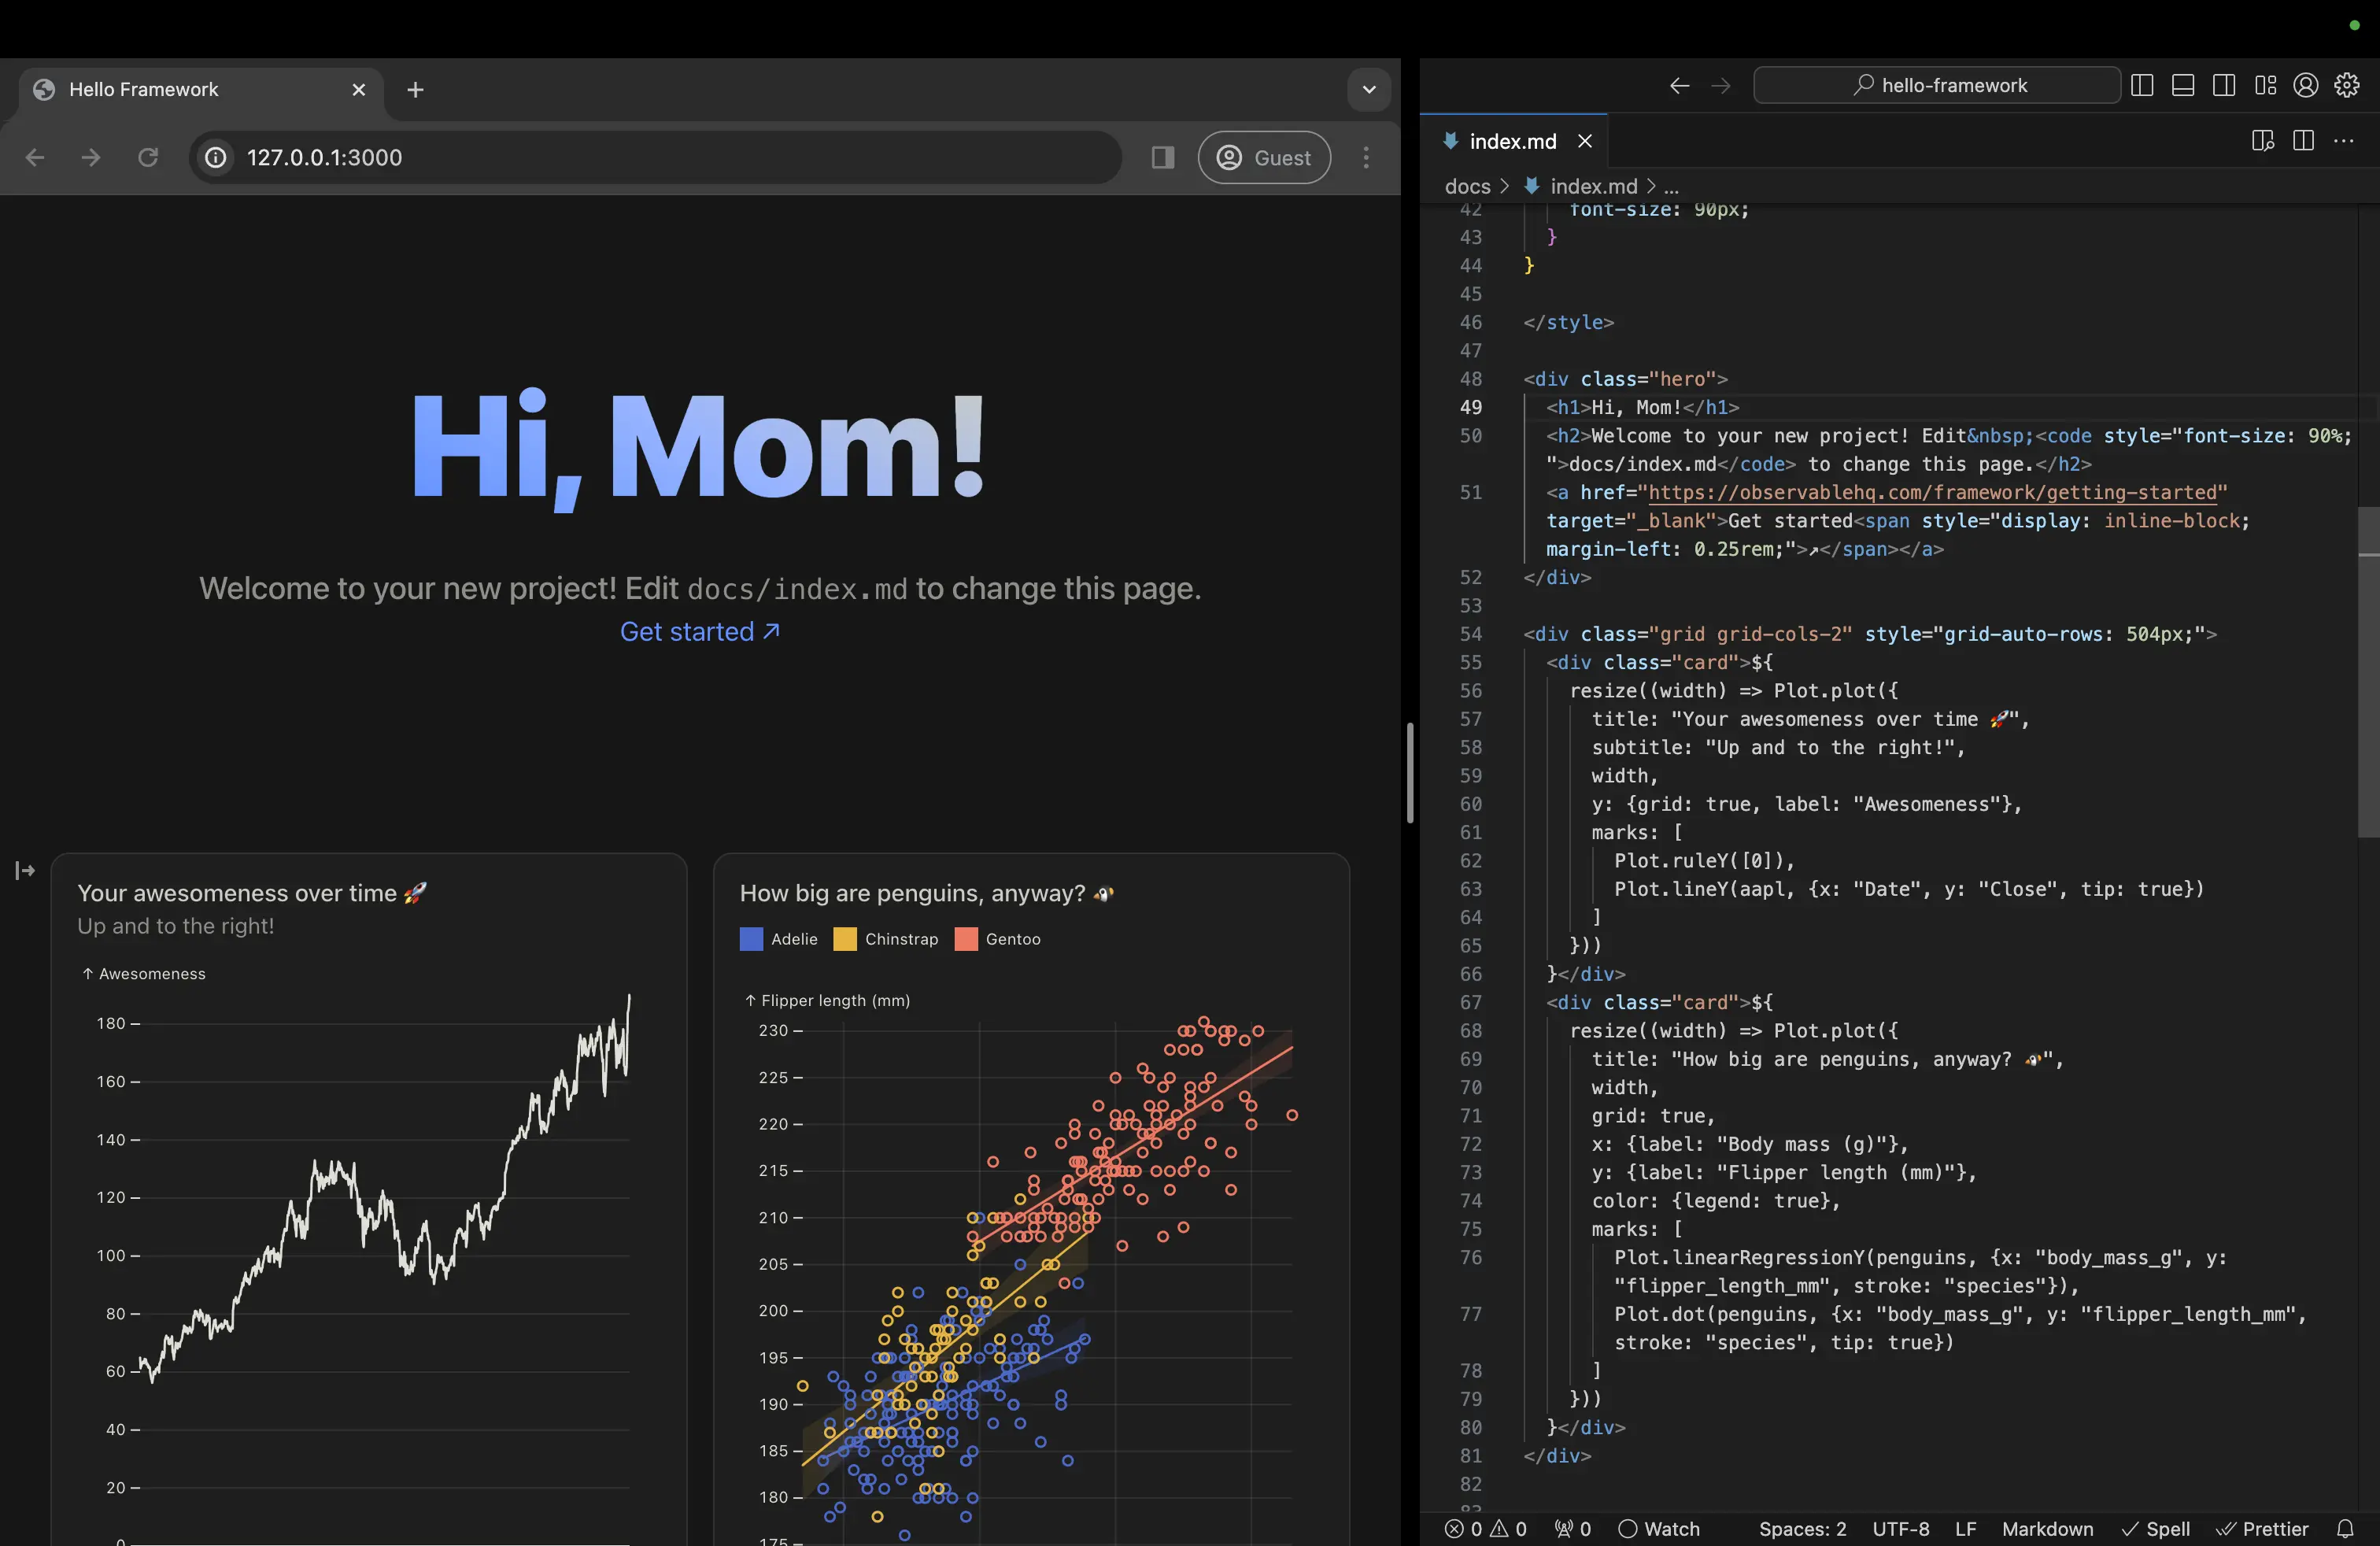 Hello Framework
127.0.0.1:3000
Guest
Hi, Mom!
Welcome to your new project! Edit docs/index.md to change this page.
Get started ↗
Your awesomeness over time 🚀
Up and to the right!
↑ Awesomeness
180
160
140
120
100
80
60
40
20
0
How big are penguins, anyway? 🐧
Adelie Chinstrap Gentoo
↑ Flipper length (mm)
230
225
220
215
210
205
200
195
190
185
180
175
hello-framework
index.md
docs > index.md > ...
42 font-size: 90px;
43 }
44 }
45
46 </style>
47
48 <div class="hero">
49 <h1>Hi, Mom!</h1>
50 <h2>Welcome to your new project! Edit&nbsp;<code style="font-size: 90%;
">docs/index.md</code> to change this page.</h2>
51 <a href="https://observablehq.com/framework/getting-started"
target="_blank">Get started<span style="display: inline-block;
margin-left: 0.25rem;">↗</span></a>
52 </div>
53
54 <div class="grid grid-cols-2" style="grid-auto-rows: 504px;">
55 <div class="card">${
56 resize((width) => Plot.plot({
57 title: "Your awesomeness over time 🚀",
58 subtitle: "Up and to the right!",
59 width,
60 y: {grid: true, label: "Awesomeness"},
61 marks: [
62 Plot.ruleY([0]),
63 Plot.lineY(aapl, {x: "Date", y: "Close", tip: true})
64 ]
65 }))
66 }</div>
67 <div class="card">${
68 resize((width) => Plot.plot({
69 title: "How big are penguins, anyway? 🐧",
70 width,
71 grid: true,
72 x: {label: "Body mass (g)"},
73 y: {label: "Flipper length (mm)"},
74 color: {legend: true},
75 marks: [
76 Plot.linearRegressionY(penguins, {x: "body_mass_g", y:
"flipper_length_mm", stroke: "species"}),
77 Plot.dot(penguins, {x: "body_mass_g", y: "flipper_length_mm",
stroke: "species", tip: true})
78 ]
79 }))
80 }</div>
81 </div>
82
83
0 0 0 Watch Spaces: 2 UTF-8 LF Markdown Spell Prettier